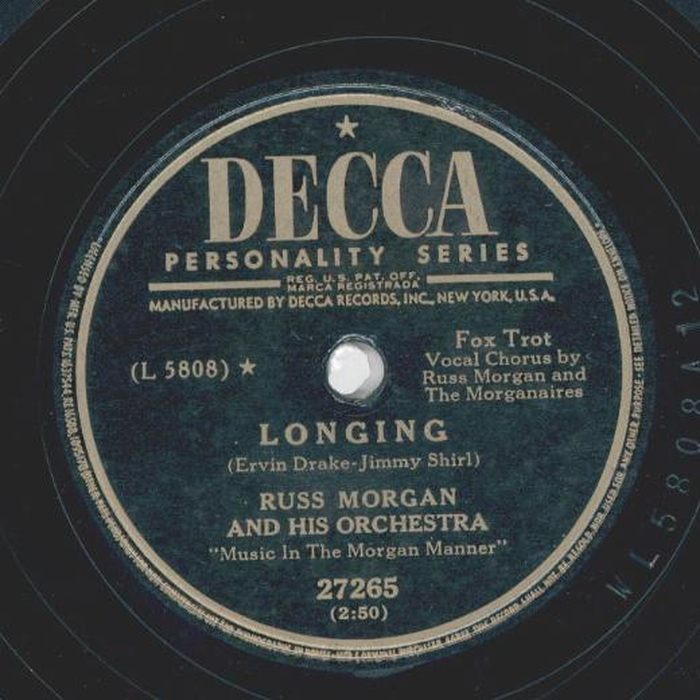 DECCA
PERSONALITY SERIES
REG. U.S. PAT. OFF.
MARCA REGISTRADA
MANUFACTURED BY DECCA RECORDS, INC., NEW YORK, U.S.A.
(L 5808) ★
Fox Trot
Vocal Chorus by
Russ Morgan and
The Morganaires
LONGING
(Ervin Drake-Jimmy Shirl)
RUSS MORGAN
AND HIS ORCHESTRA
"Music In The Morgan Manner"
27265
(2:50)
WL5808A12